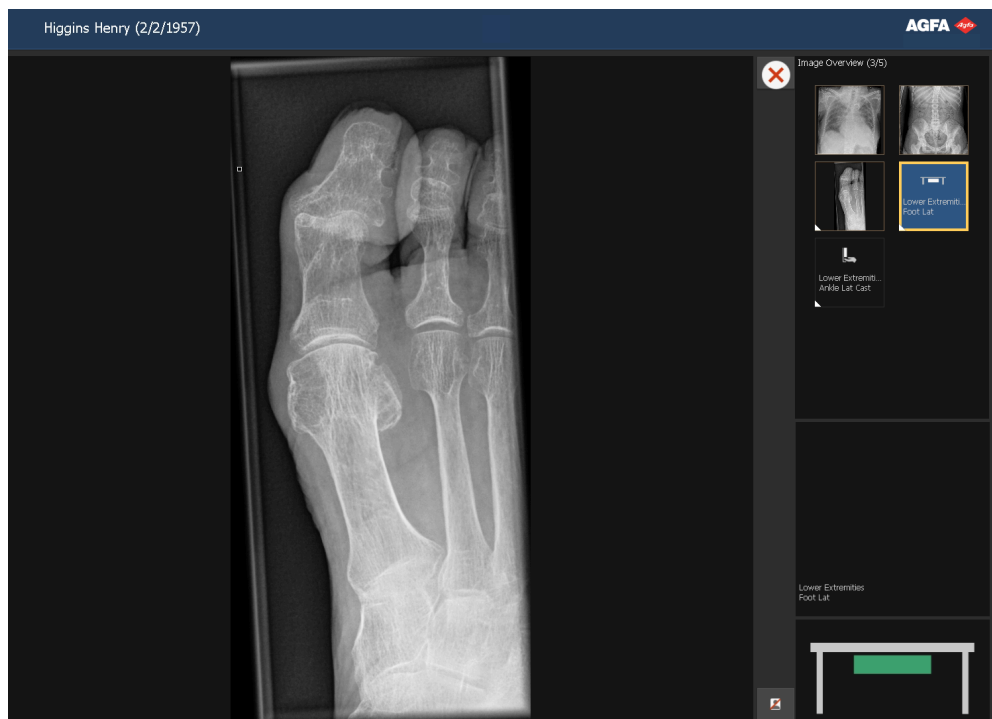 Higgins Henry (2/2/1957)
AGFA
Agfa
Image Overview (3/5)
Lower Extremiti...
Foot Lat
Lower Extremiti...
Ankle Lat Cast
Lower Extremities
Foot Lat